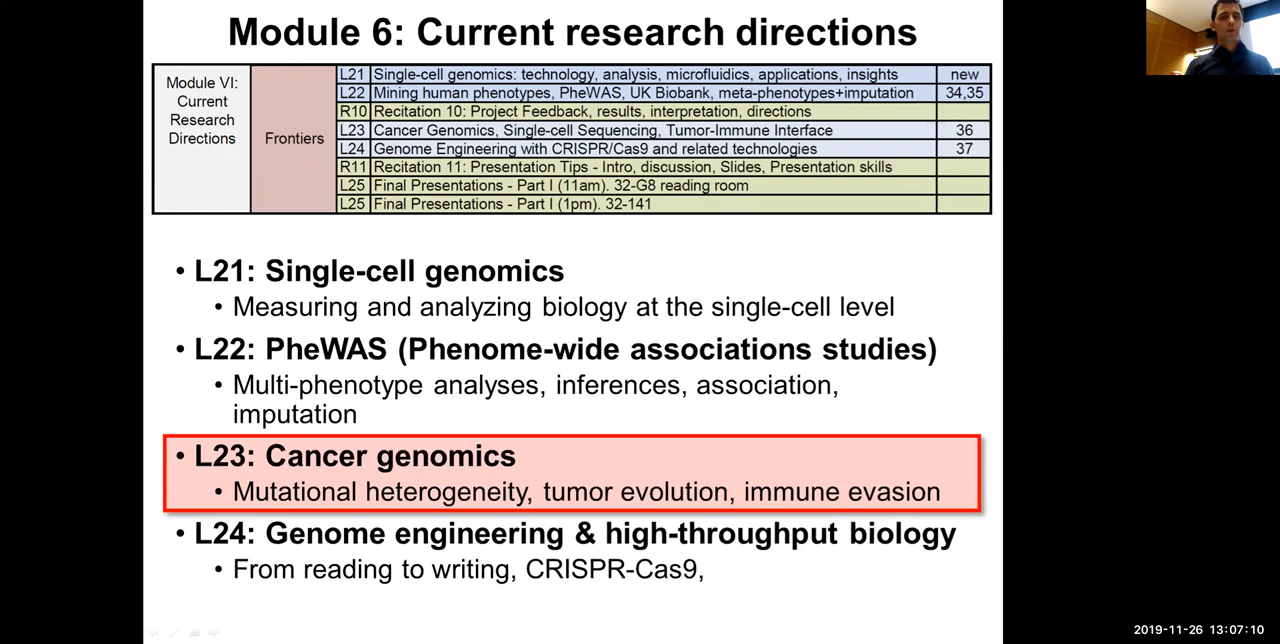 Module 6: Current research directions
Module VI:
Current
Research
Directions
Frontiers
L21 Single-cell genomics: technology, analysis, microfluidics, applications, insights new
L22 Mining human phenotypes, PheWAS, UK Biobank, meta-phenotypes+imputation 34,35
R10 Recitation 10: Project Feedback, results, interpretation, directions
L23 Cancer Genomics, Single-cell Sequencing, Tumor-Immune Interface 36
L24 Genome Engineering with CRISPR/Cas9 and related technologies 37
R11 Recitation 11: Presentation Tips - Intro, discussion, Slides, Presentation skills
L25 Final Presentations - Part I (11am). 32-G8 reading room
L25 Final Presentations - Part I (1pm). 32-141
• L21: Single-cell genomics
• Measuring and analyzing biology at the single-cell level
• L22: PheWAS (Phenome-wide associations studies)
• Multi-phenotype analyses, inferences, association,
imputation
• L23: Cancer genomics
• Mutational heterogeneity, tumor evolution, immune evasion
• L24: Genome engineering & high-throughput biology
• From reading to writing, CRISPR-Cas9,
2019-11-26 13:07:10